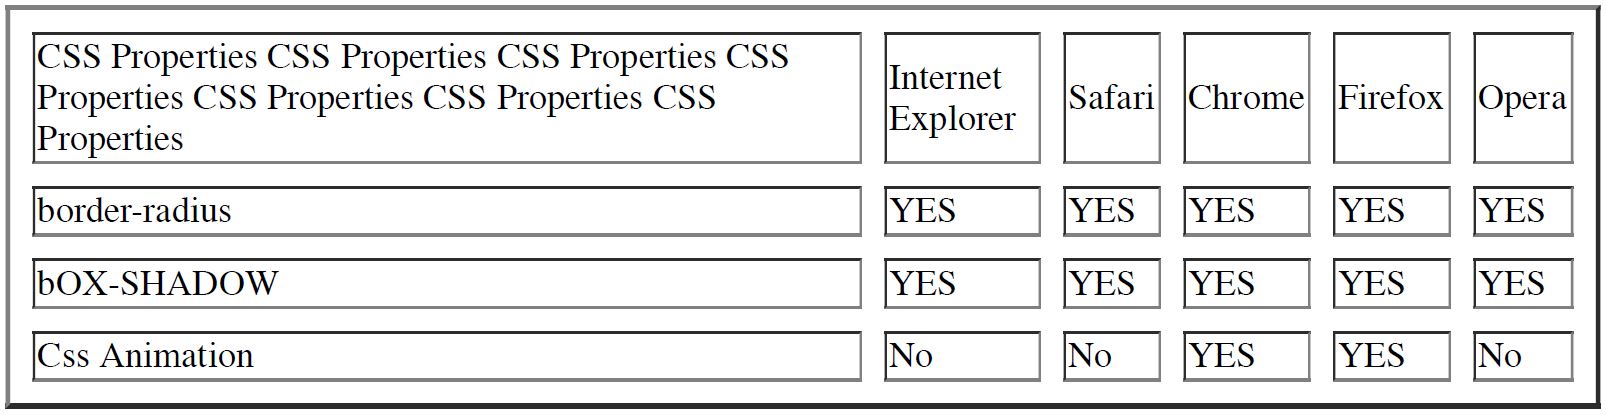 CSS Properties CSS Properties CSS Properties CSS
Properties CSS Properties CSS Properties CSS
Properties
Internet
Explorer
Safari
Chrome
Firefox
Opera
border-radius YES YES YES YES YES
bOX-SHADOW YES YES YES YES YES
Css Animation No No YES YES No